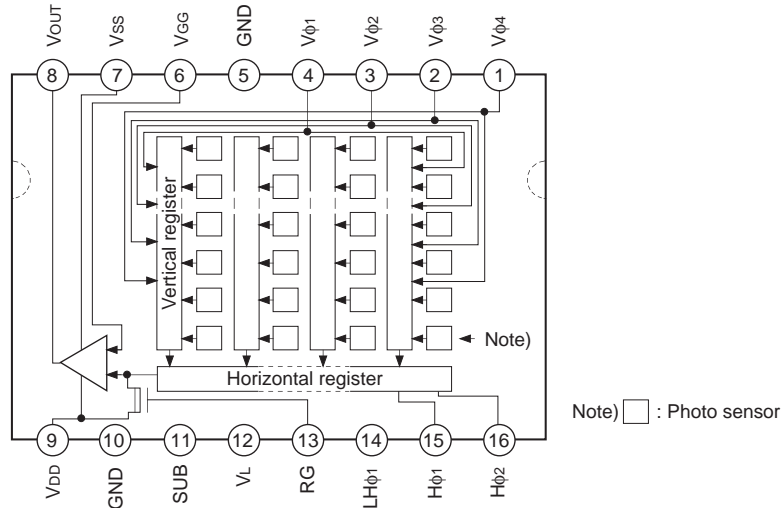 VOUT VSS VGG GND Vφ1 Vφ2 Vφ3 Vφ4
8 7 6 5 4 3 2 1
Vertical register
Note)
Horizontal register
Note) : Photo sensor
9 10 11 12 13 14 15 16
VDD GND SUB VL RG LHφ1 Hφ1 Hφ2